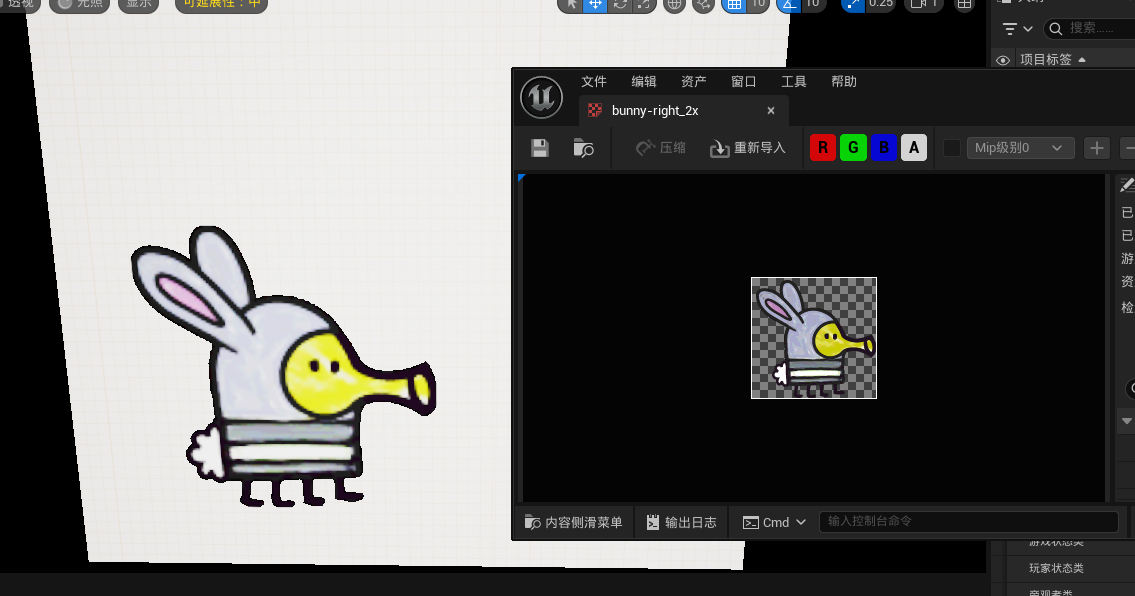 透视
光照
显示
可延展性：中
10
10
0.25
1
搜索......
项目标签
文件 编辑 资产 窗口 工具 帮助
bunny-right_2x
压缩
重新导入
R G B A
Mip级别0
已
已
游
资
检
内容侧滑菜单
输出日志
Cmd
输入控制台命令
游戏状态类
玩家状态类
旁观者类